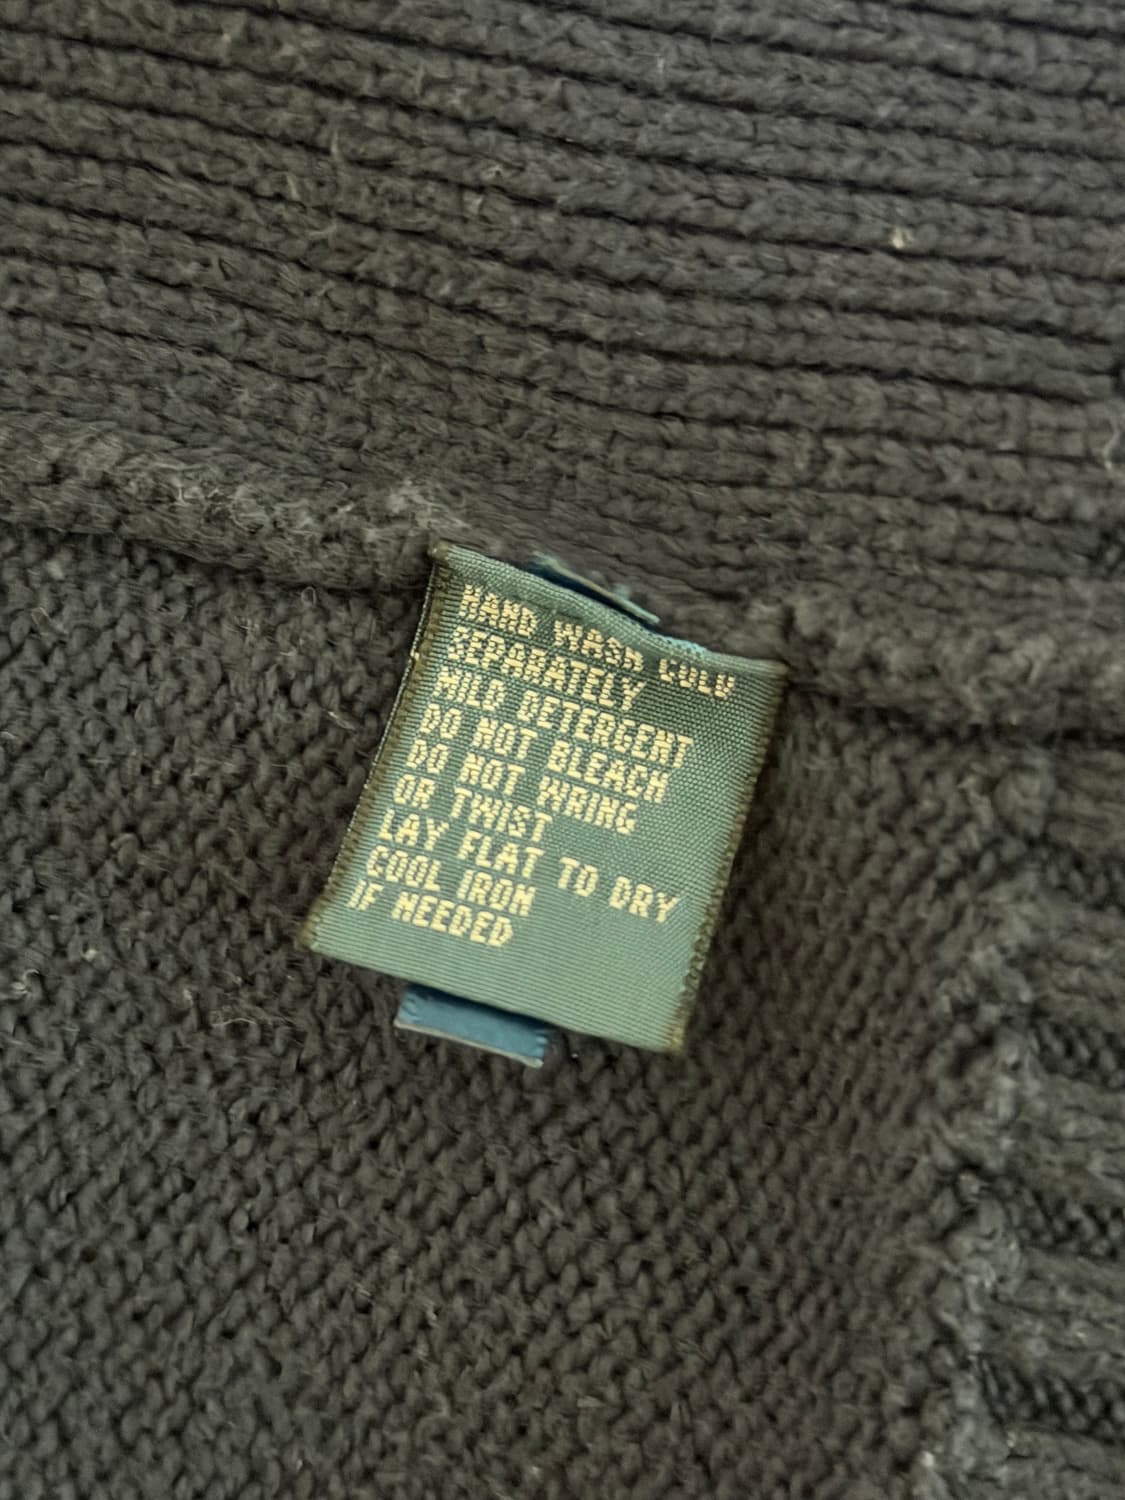 HAND WASH COLD
SEPARATELY
MILD DETERGENT
DO NOT BLEACH
DO NOT WRING
OR TWIST
LAY FLAT TO DRY
COOL IRON
IF NEEDED